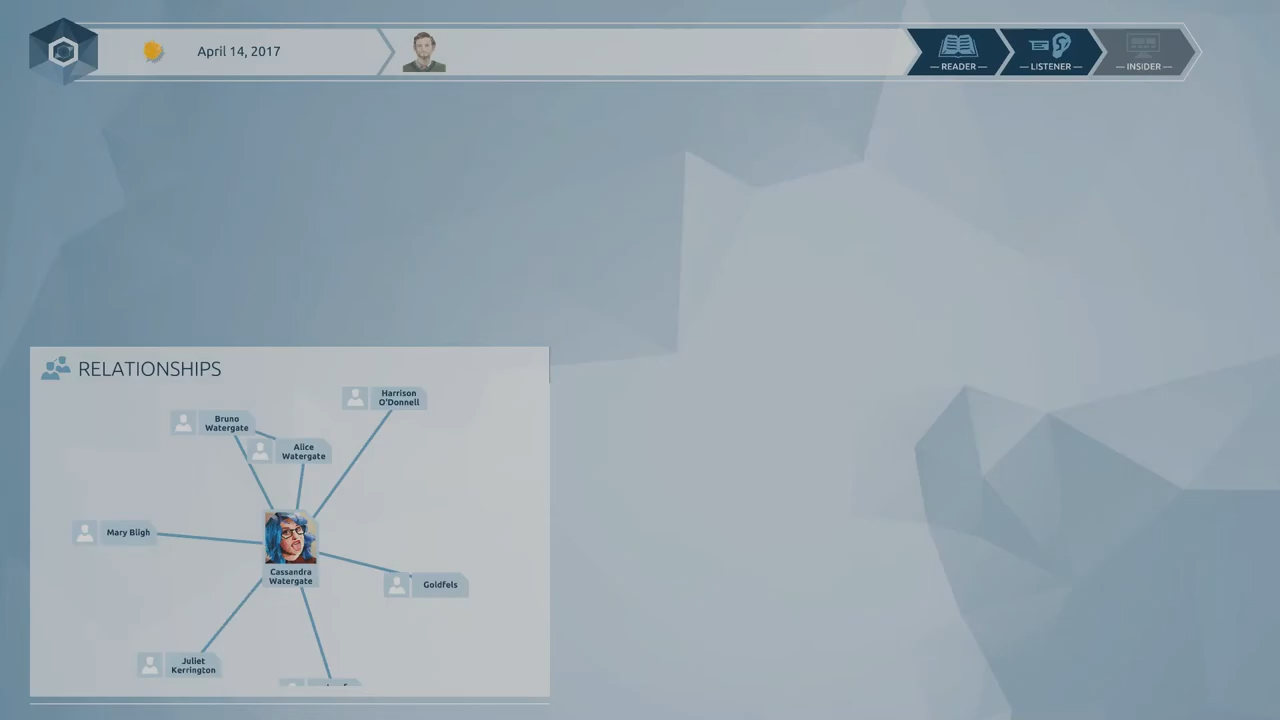 April 14, 2017
— READER —
— LISTENER —
— INSIDER —
RELATIONSHIPS
Harrison
O'Donnell
Bruno
Watergate
Alice
Watergate
Mary Bligh
Cassandra
Watergate
Goldfels
Juliet
Kerrington